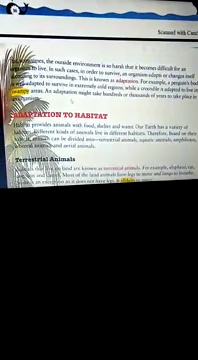 Scanned with Cam
Sometimes, the outside environment is so harsh that it becomes difficult for an
to live. In such cases, in order to survive, an organism adapts or changes itself
according to its surroundings. This is known as adaptation. For example, a penguin's body
is well adapted to survive in extremely cold regions, while a crocodile is adapted to live in
swampy areas. An adaptation might take hundreds or thousands of years to take place in
ADAPTATION TO HABITAT
Habitat provides animals with food, shelter and water. Our Earth has a variety of
habitats. Different kinds of animals live in different habitats. Therefore, based on their
habitat, animals can be divided into—terrestrial animals, aquatic animals, amphibians,
arboreal animals and aerial animals.
Terrestrial Animals
Animals that live on land are known as terrestrial animals. For example, elephant, rat,
and Most of the land animals have legs to move and lungs to breathe.
is an exception as it does not have legs. It slithers to move.